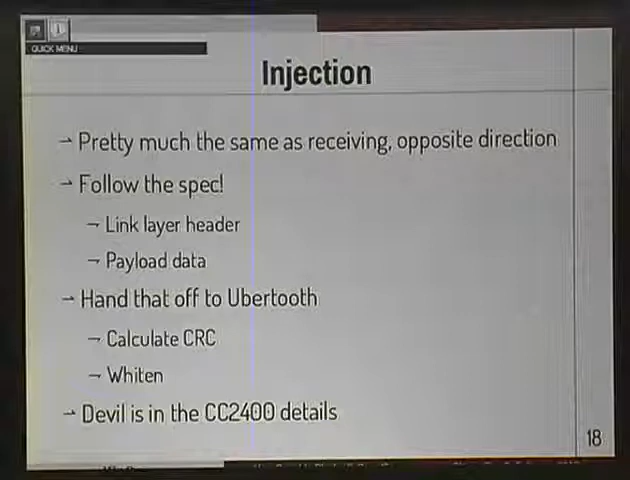 QUICK MENU
Injection
→ Pretty much the same as receiving, opposite direction
→ Follow the spec!
→ Link layer header
→ Payload data
→ Hand that off to Ubertooth
→ Calculate CRC
→ Whiten
→ Devil is in the CC2400 details
18